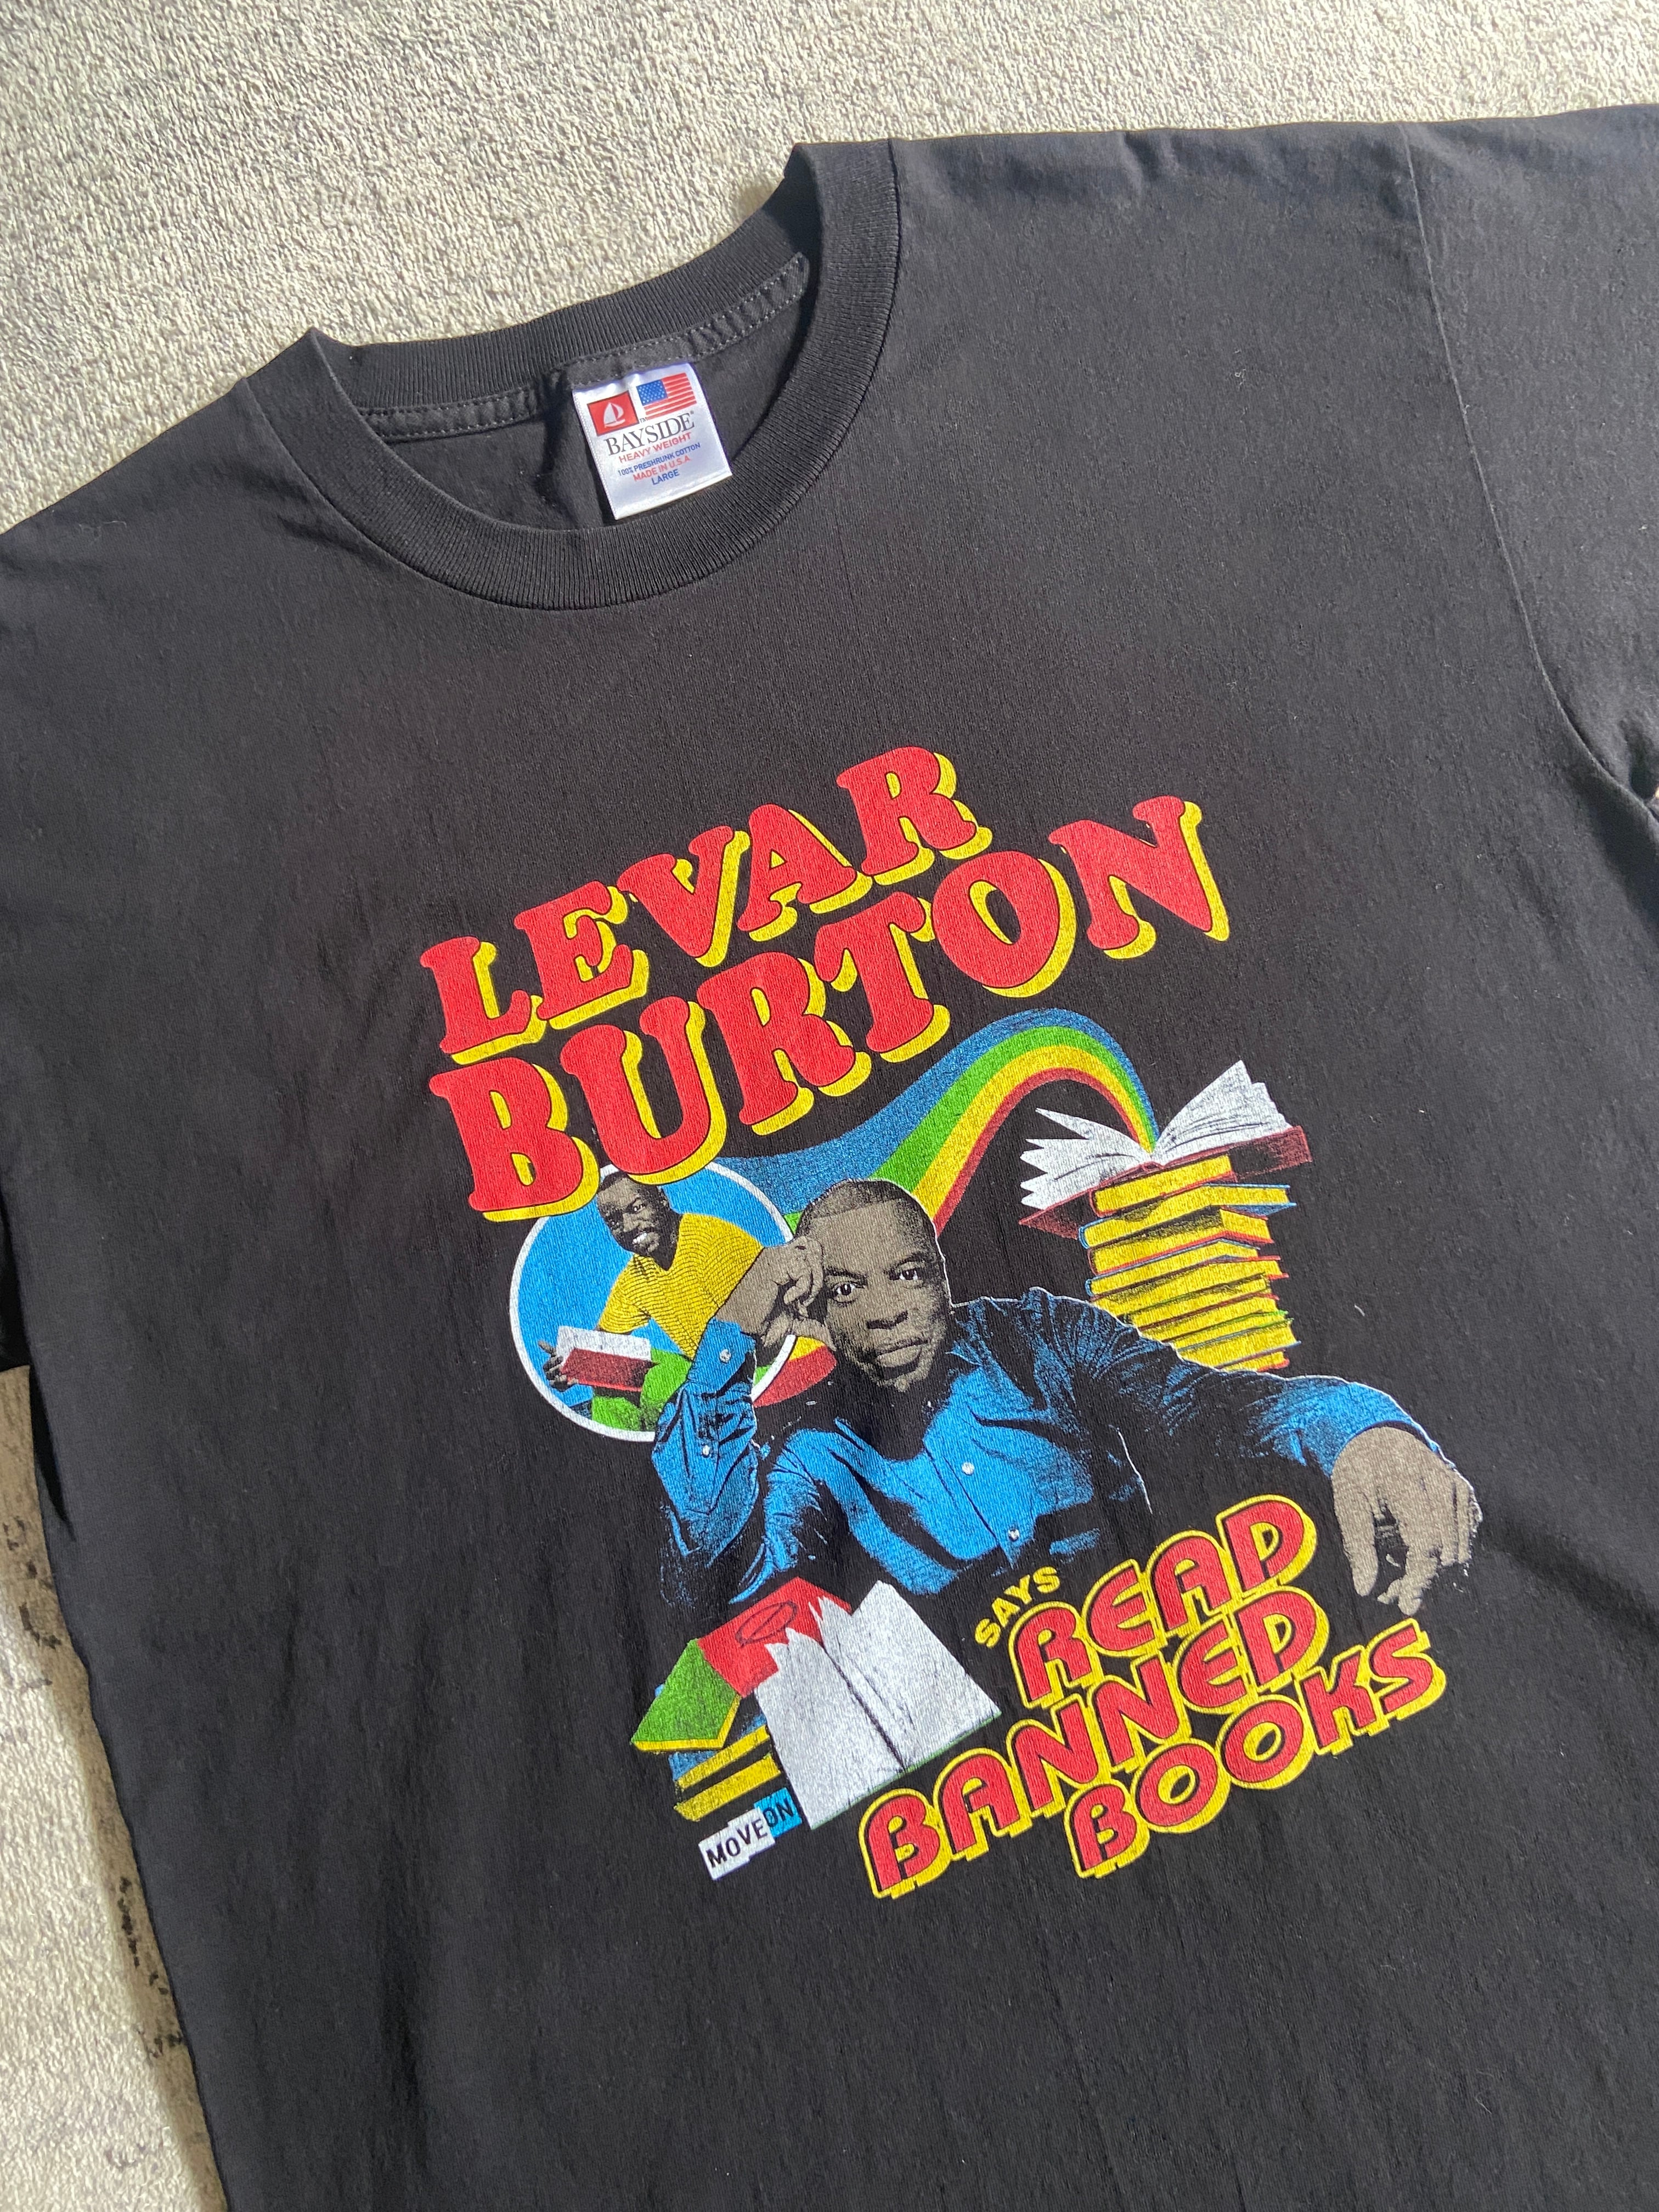 BAYSIDE®
HEAVY WEIGHT
100% PRESHRUNK COTTON
MADE IN U.S.A.
LARGE
LEVAR
BURTON
SAYS
READ
BANNED
BOOKS
MOVEON